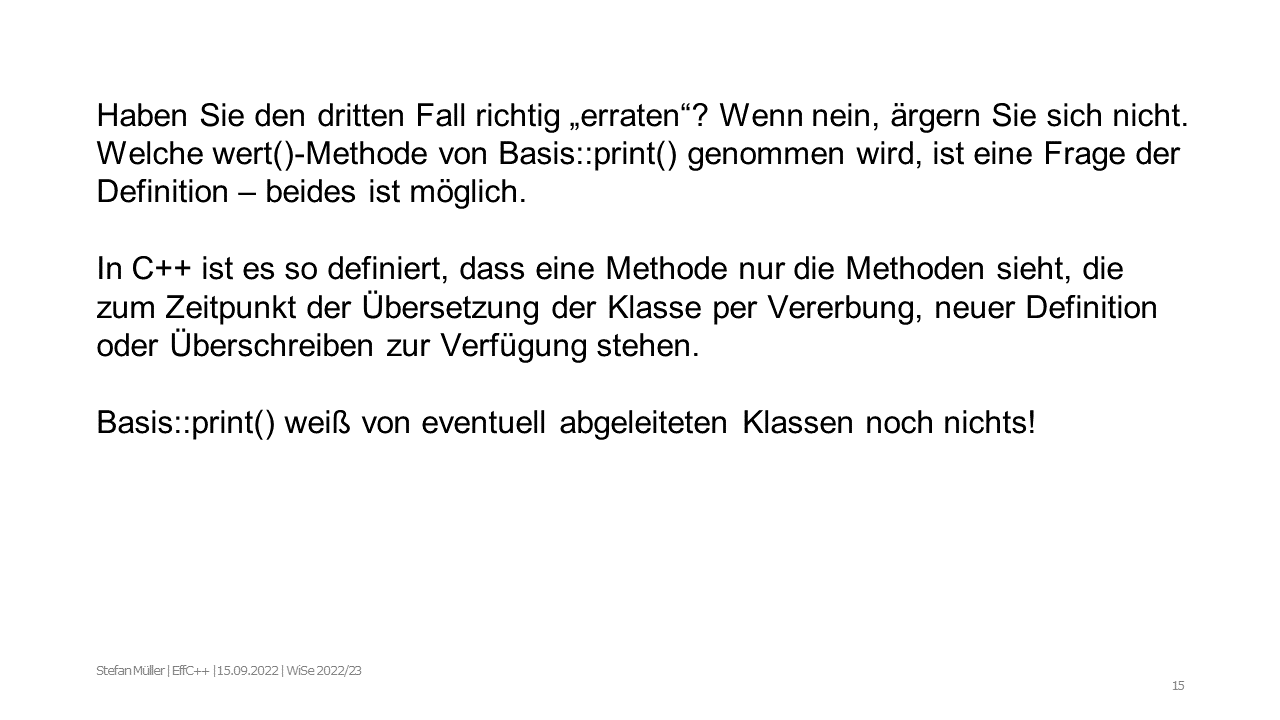 Haben Sie den dritten Fall richtig „erraten“? Wenn nein, ärgern Sie sich nicht.
Welche wert()-Methode von Basis::print() genommen wird, ist eine Frage der
Definition – beides ist möglich.
In C++ ist es so definiert, dass eine Methode nur die Methoden sieht, die
zum Zeitpunkt der Übersetzung der Klasse per Vererbung, neuer Definition
oder Überschreiben zur Verfügung stehen.
Basis::print() weiß von eventuell abgeleiteten Klassen noch nichts!
Stefan Müller | EffC++ | 15.09.2022 | WiSe 2022/23
15